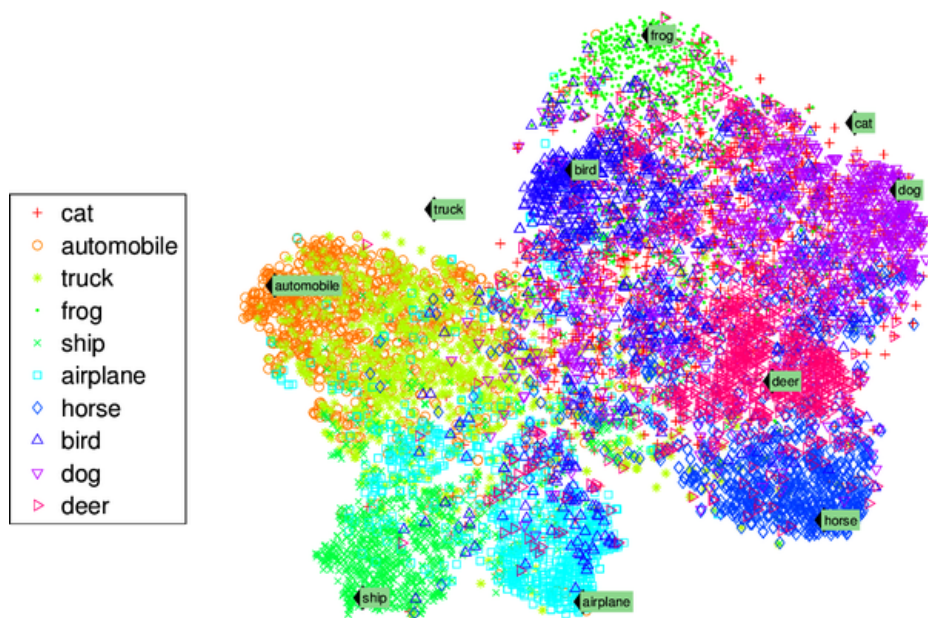 frog
cat
bird
dog
truck
automobile
deer
horse
ship
airplane
cat
automobile
truck
frog
ship
airplane
horse
bird
dog
deer